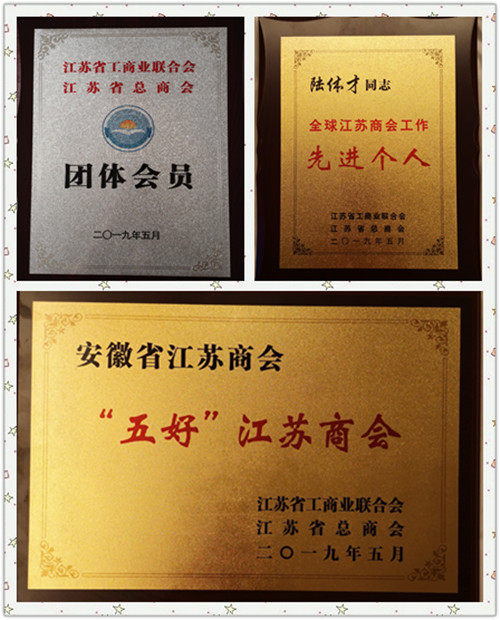 江苏省工商业联合会
江苏省总商会
团体会员
二〇一九年五月
陆伟才同志
全球江苏商会工作
先进个人
江苏省工商业联合会
江苏省总商会
二〇一九年五月
安徽省江苏商会
“五好”江苏商会
江苏省工商业联合会
江苏省总商会
二〇一九年五月